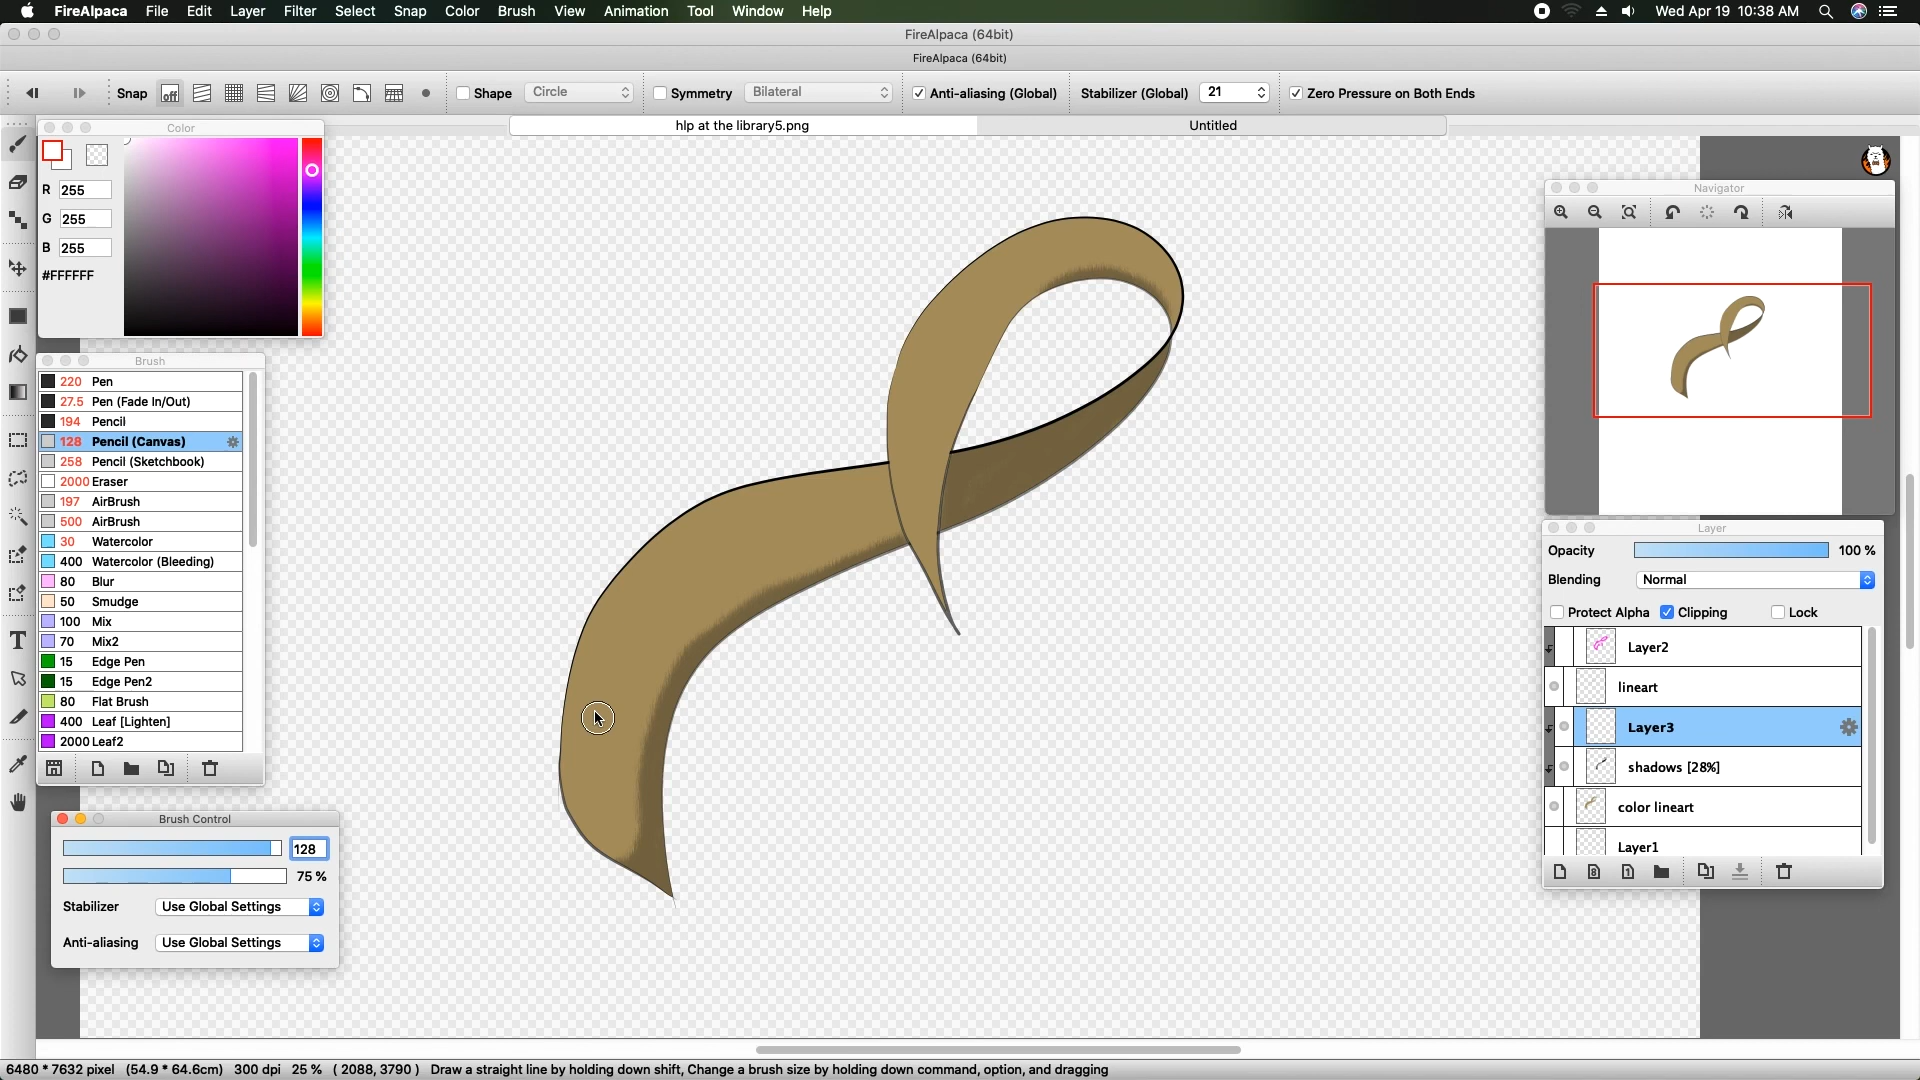 FireAlpaca File Edit Layer Filter Select Snap Color Brush View Animation Tool Window Help Wed Apr 19 10:38 AM
FireAlpaca (64bit)
FireAlpaca (64bit)
Snap off Shape Circle Symmetry Bilateral Anti-aliasing (Global) Stabilizer (Global) 21 Zero Pressure on Both Ends
hlp at the library5.png Untitled
Color
R 255
G 255
B 255
#FFFFFF
Brush
220 Pen
27.5 Pen (Fade In/Out)
194 Pencil
128 Pencil (Canvas)
258 Pencil (Sketchbook)
2000 Eraser
197 AirBrush
500 AirBrush
30 Watercolor
400 Watercolor (Bleeding)
80 Blur
50 Smudge
100 Mix
70 Mix2
15 Edge Pen
15 Edge Pen2
80 Flat Brush
400 Leaf [Lighten]
2000 Leaf2
Brush Control
128
75 %
Stabilizer Use Global Settings
Anti-aliasing Use Global Settings
Navigator
Layer
Opacity 100 %
Blending Normal
Protect Alpha Clipping Lock
Layer2
lineart
Layer3
shadows [28%]
color lineart
Layer1
6480 * 7632 pixel (54.9 * 64.6cm) 300 dpi 25 % ( 2088, 3790 ) Draw a straight line by holding down shift, Change a brush size by holding down command, option, and dragging